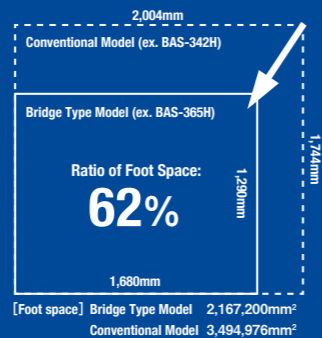 2,004mm
Conventional Model (ex. BAS-342H)
Bridge Type Model (ex. BAS-365H)
Ratio of Foot Space:
62%
1,290mm
1,744mm
1,680mm
[Foot space] Bridge Type Model 2,167,200mm²
Conventional Model 3,494,976mm²